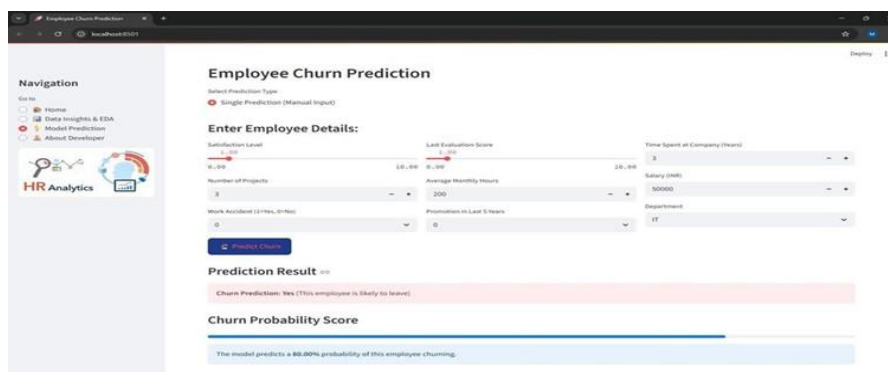 Employee Churn Prediction
localhost:8501
Deploy
Navigation
Go to
Home
Data Insights & EDA
Model Prediction
About Developer
HR Analytics
Employee Churn Prediction
Select Prediction Type
Single Prediction (Manual Input)
Enter Employee Details:
Satisfaction Level
1.00
0.00 10.00
Number of Projects
3
Work Accident (1=Yes, 0=No)
0
Last Evaluation Score
1.00
0.00 10.00
Average Monthly Hours
200
Promotion in Last 5 Years
0
Time Spent at Company (Years)
3
Salary (INR)
50000
Department
IT
Predict Churn
Prediction Result
Churn Prediction: Yes (This employee is likely to leave)
Churn Probability Score
The model predicts a 80.00% probability of this employee churning.